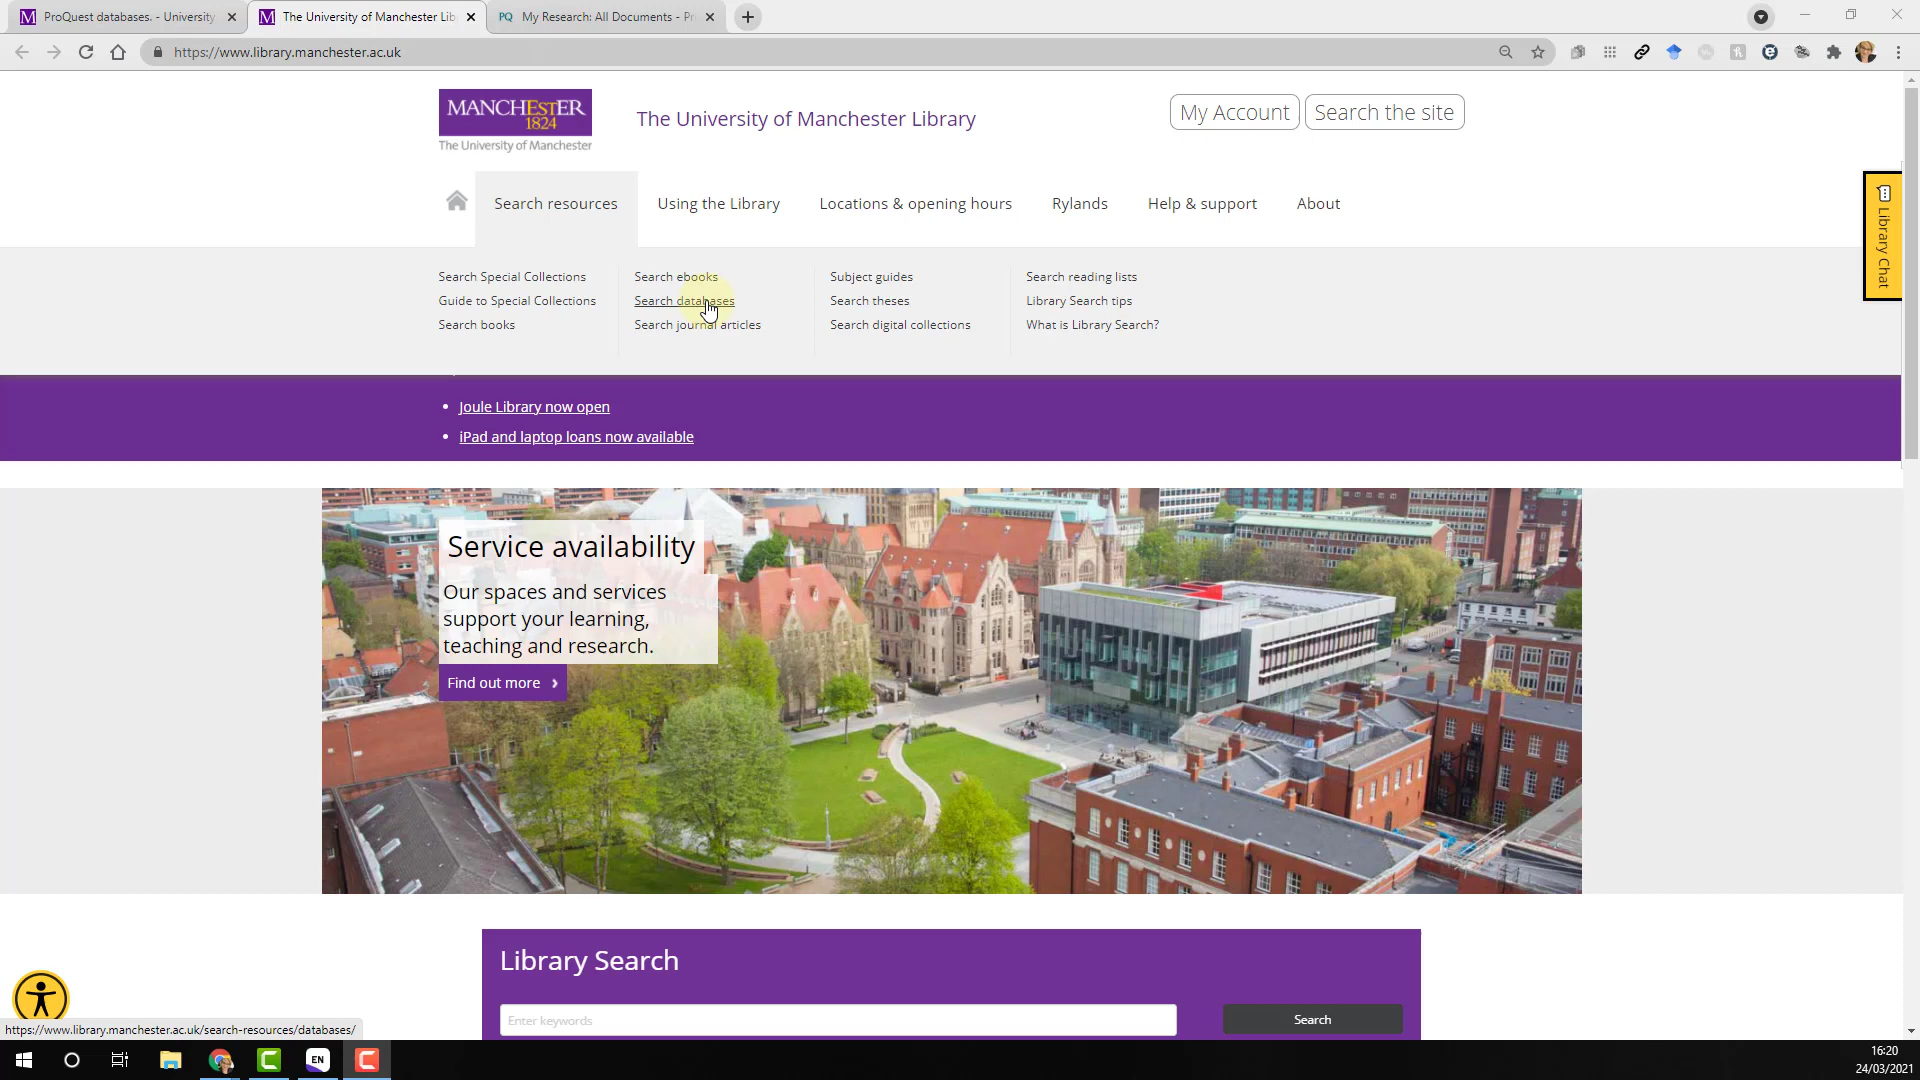 ProQuest databases. - University
The University of Manchester Lib
My Research: All Documents - Pr
https://www.library.manchester.ac.uk
MANCHESTER
1824
The University of Manchester
The University of Manchester Library
My Account
Search the site
Search resources
Using the Library
Locations & opening hours
Rylands
Help & support
About
Library Chat
Search Special Collections
Search ebooks
Subject guides
Search reading lists
Guide to Special Collections
Search databases
Search theses
Library Search tips
Search books
Search journal articles
Search digital collections
What is Library Search?
• Joule Library now open
• iPad and laptop loans now available
Service availability
Our spaces and services
support your learning,
teaching and research.
Find out more ›
Library Search
Enter keywords
Search
https://www.library.manchester.ac.uk/search-resources/databases/
EN
16:20
24/03/2021